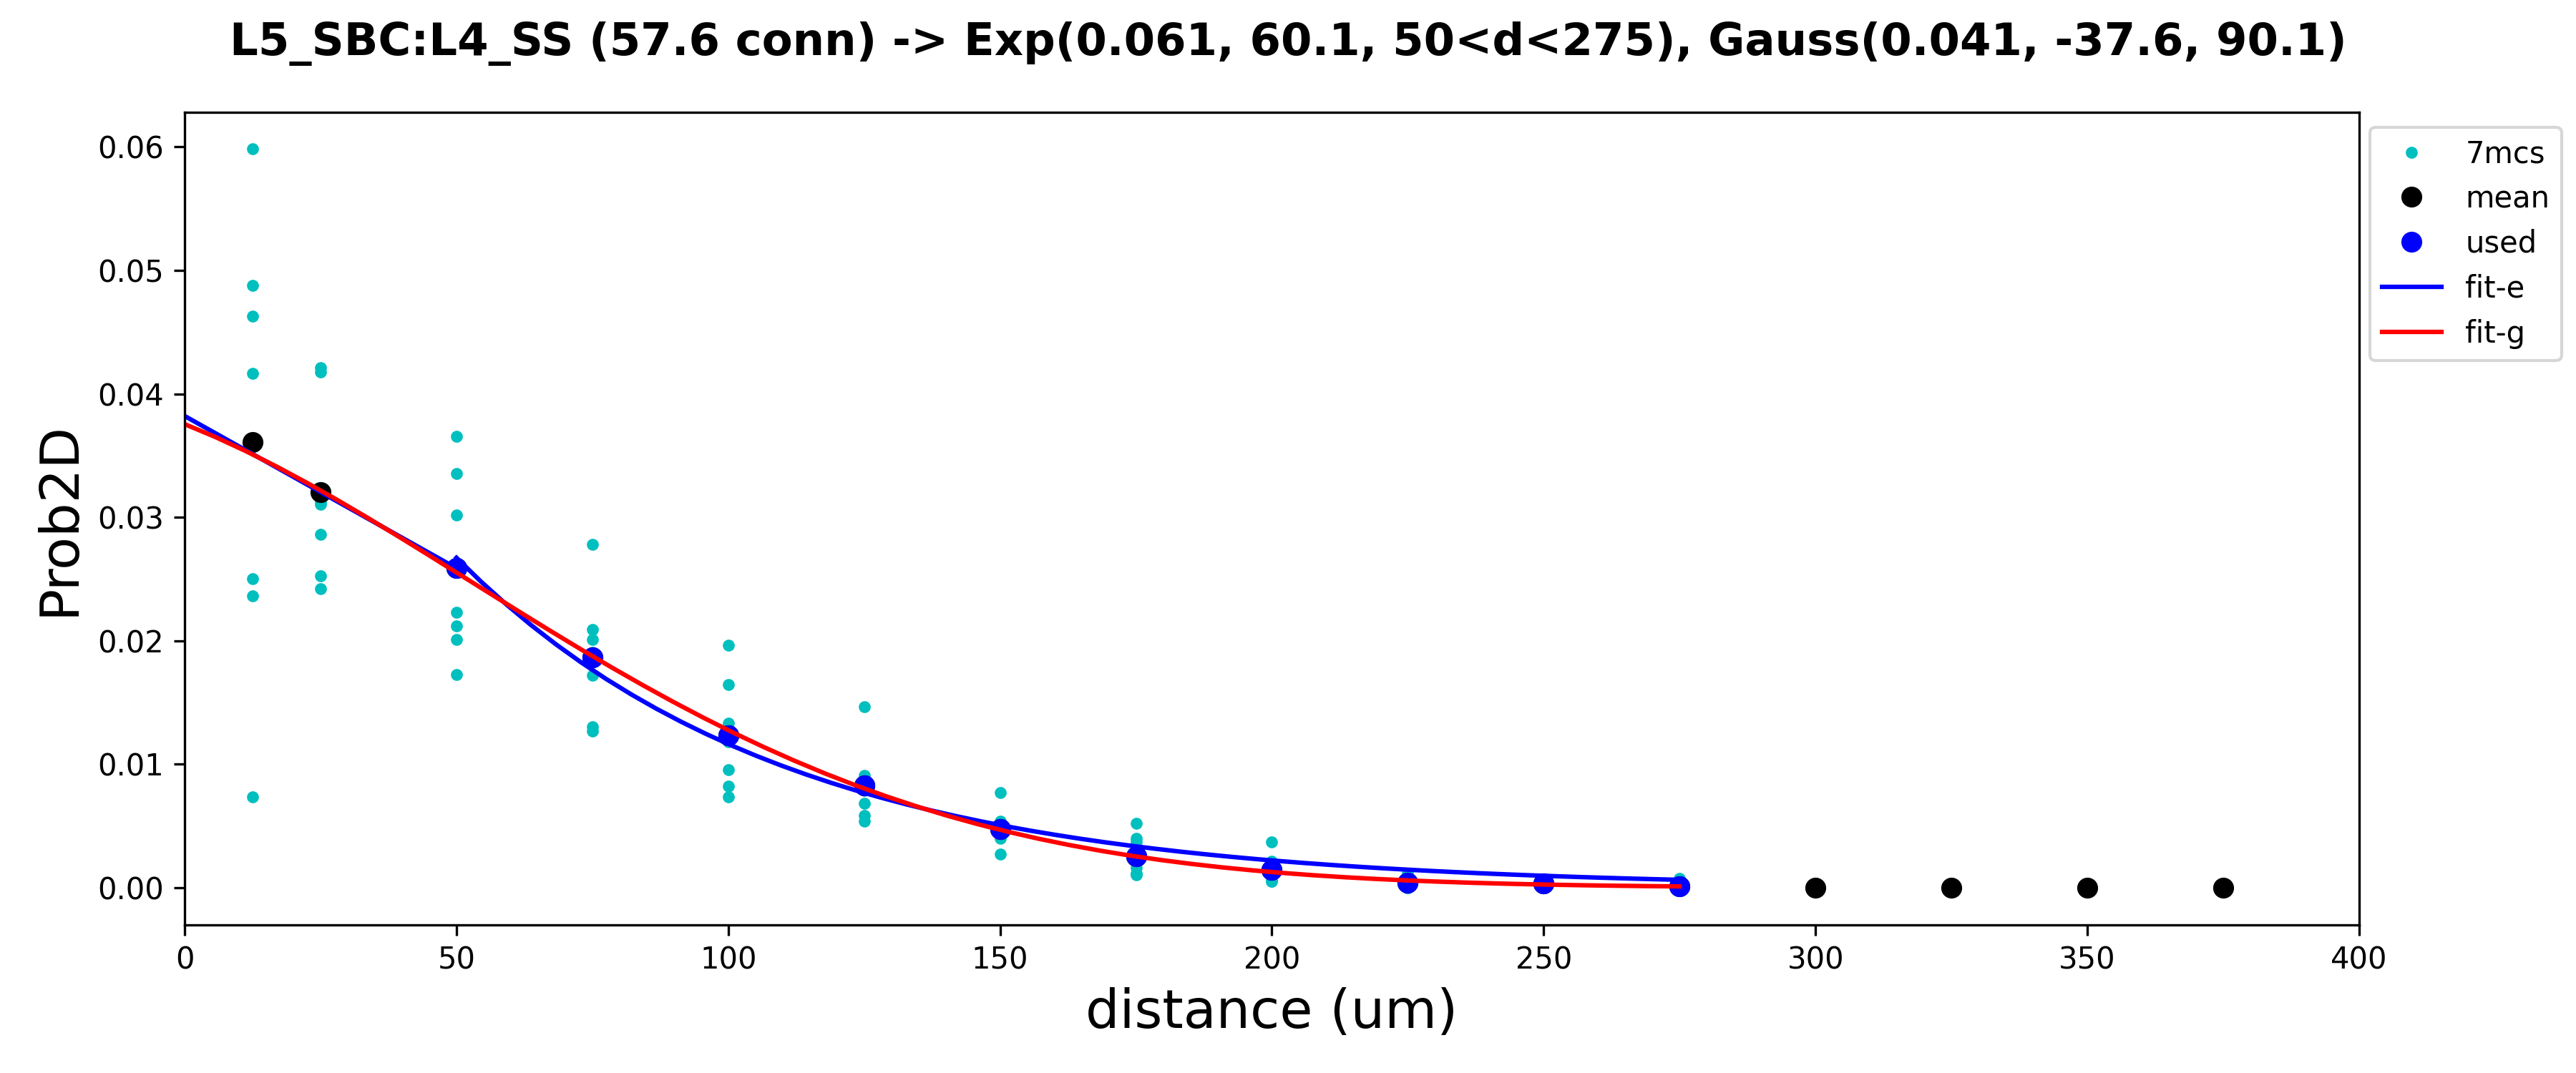 L5_SBC:L4_SS (57.6 conn) -> Exp(0.061, 60.1, 50<d<275), Gauss(0.041, -37.6, 90.1)
0.06
0.05
0.04
0.03
0.02
0.01
0.00
Prob2D
0 50 100 150 200 250 300 350 400
distance (um)
7mcs
mean
used
fit-e
fit-g